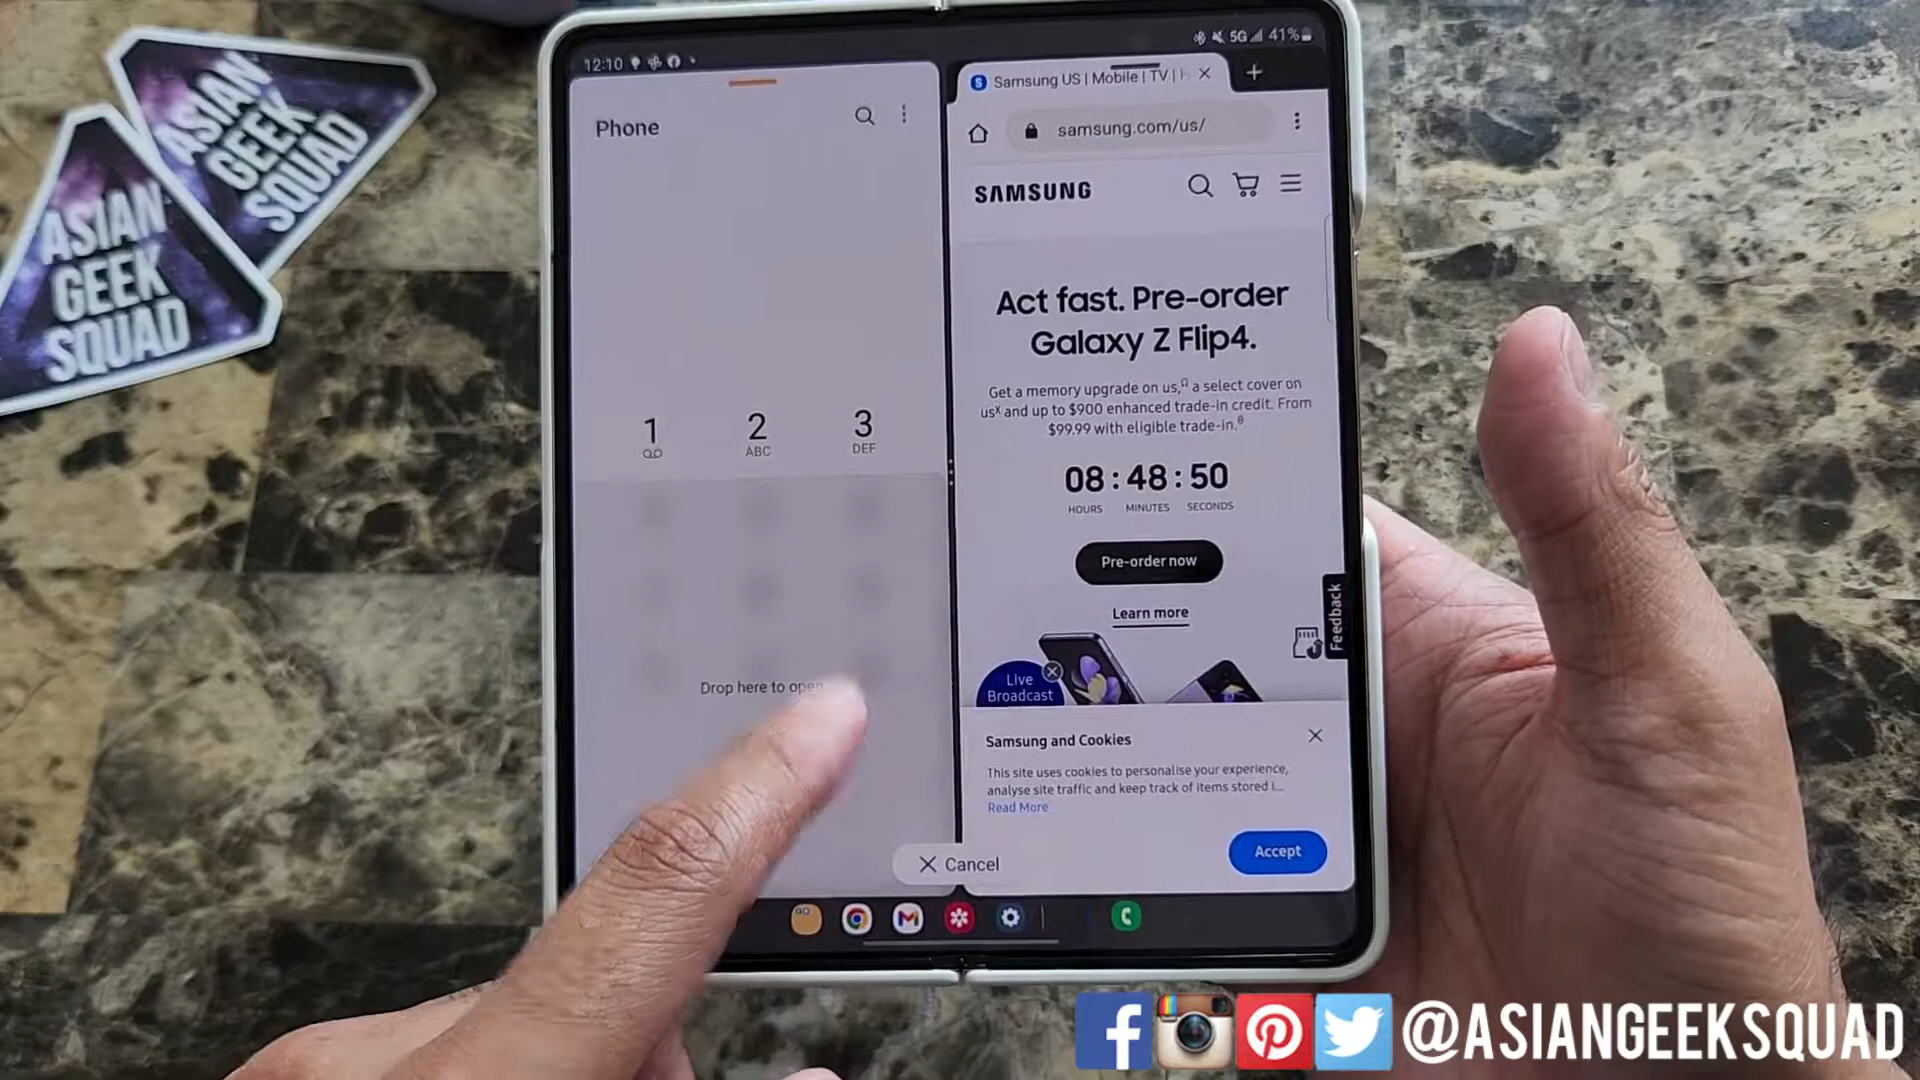 ASIAN
GEEK
SQUAD
ASIAN
GEEK
SQUAD
12:10
5G 41%
Phone
1
2
ABC
3
DEF
Drop here to open
Samsung US | Mobile | TV | H
samsung.com/us/
SAMSUNG
Act fast. Pre-order
Galaxy Z Flip4.
Get a memory upgrade on us,Ω a select cover on
usx and up to $900 enhanced trade-in credit. From
$99.99 with eligible trade-in.θ
08 : 48 : 50
HOURS MINUTES SECONDS
Pre-order now
Learn more
Feedback
Live
Broadcast
Samsung and Cookies
This site uses cookies to personalise your experience,
analyse site traffic and keep track of items stored i...
Read More
Accept
Cancel
@ASIANGEEKSQUAD